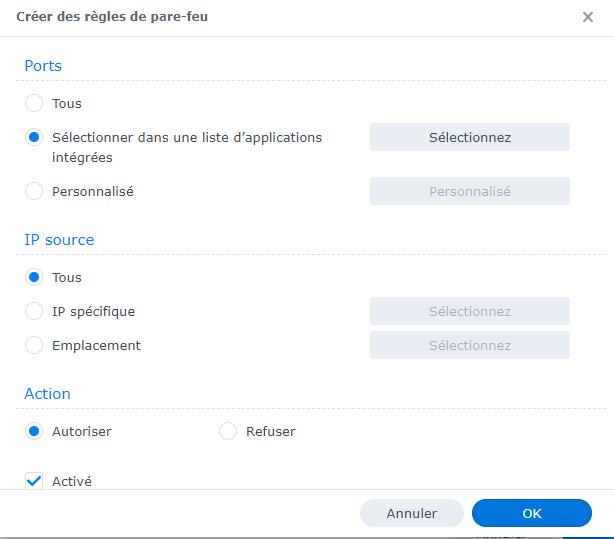 Créer des règles de pare-feu
Ports
Tous
Sélectionner dans une liste d’applications
intégrées
Sélectionnez
Personnalisé
Personnalisé
IP source
Tous
IP spécifique
Sélectionnez
Emplacement
Sélectionnez
Action
Autoriser
Refuser
Activé
Annuler
OK